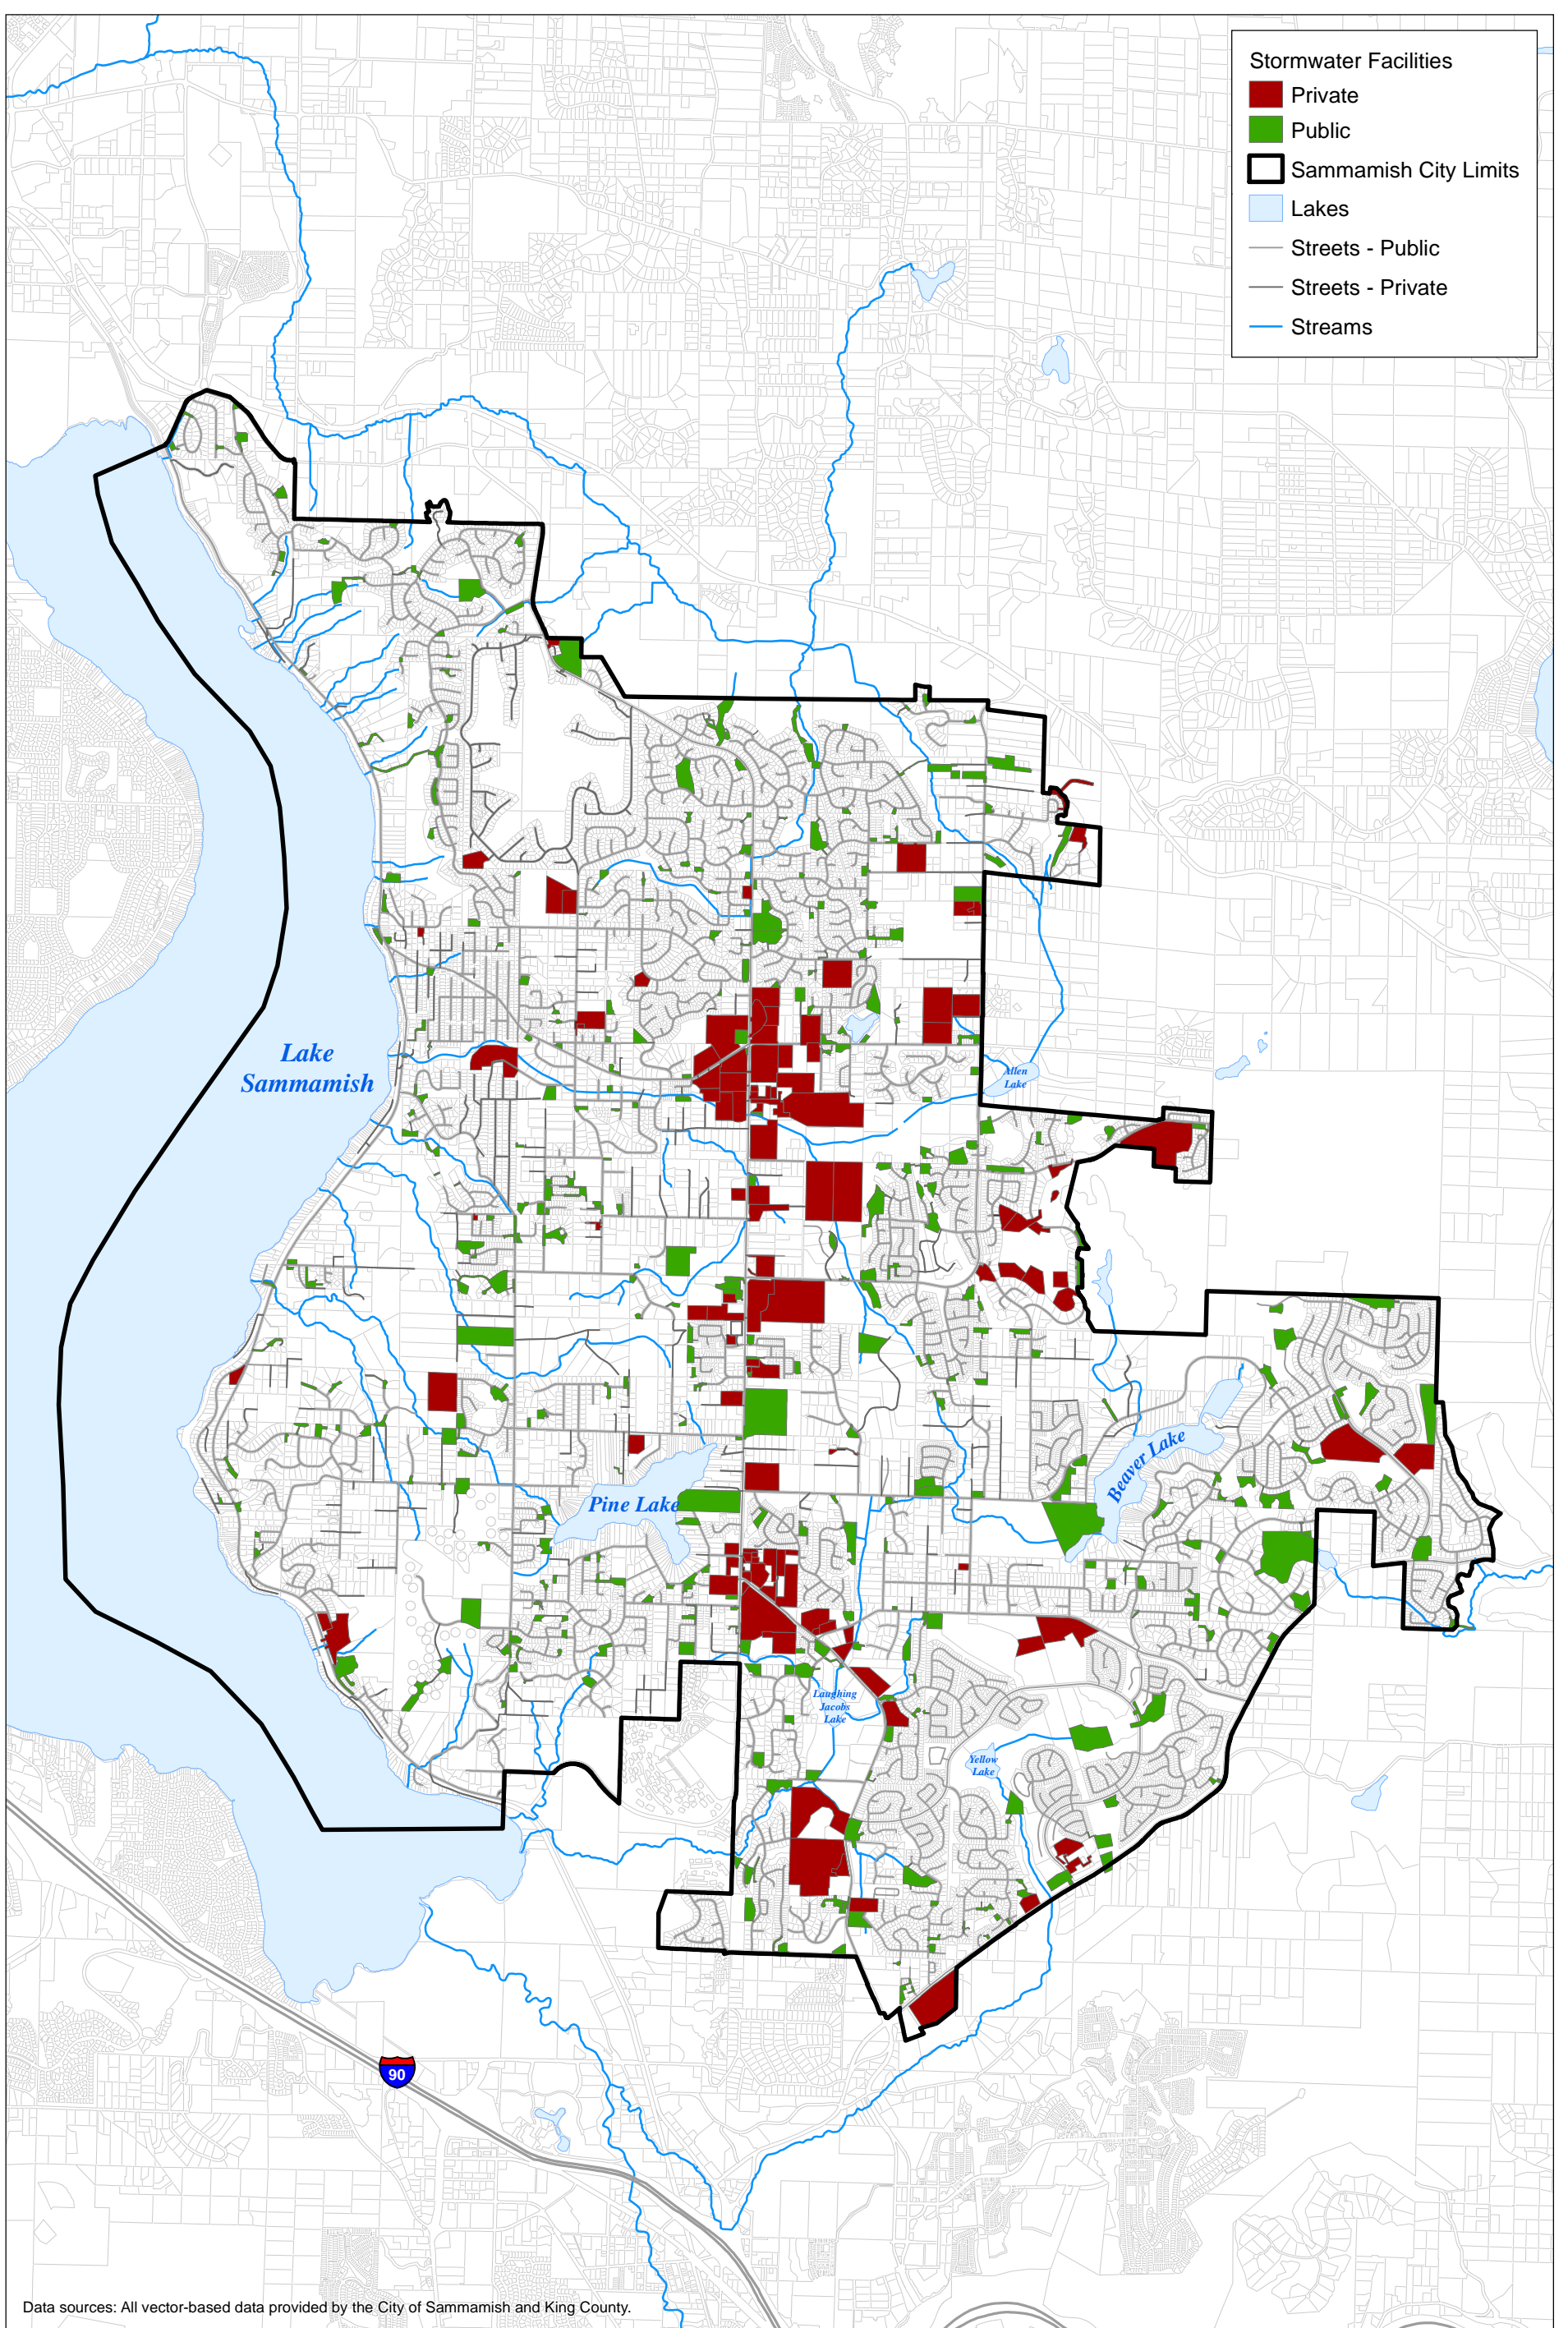 Stormwater Facilities
Private
Public
Sammamish City Limits
Lakes
Streets - Public
Streets - Private
Streams
Lake
Sammamish
Allen
Lake
Beaver Lake
Pine Lake
Laughing
Jacobs
Lake
Yellow
Lake
90
Data sources: All vector-based data provided by the City of Sammamish and King County.